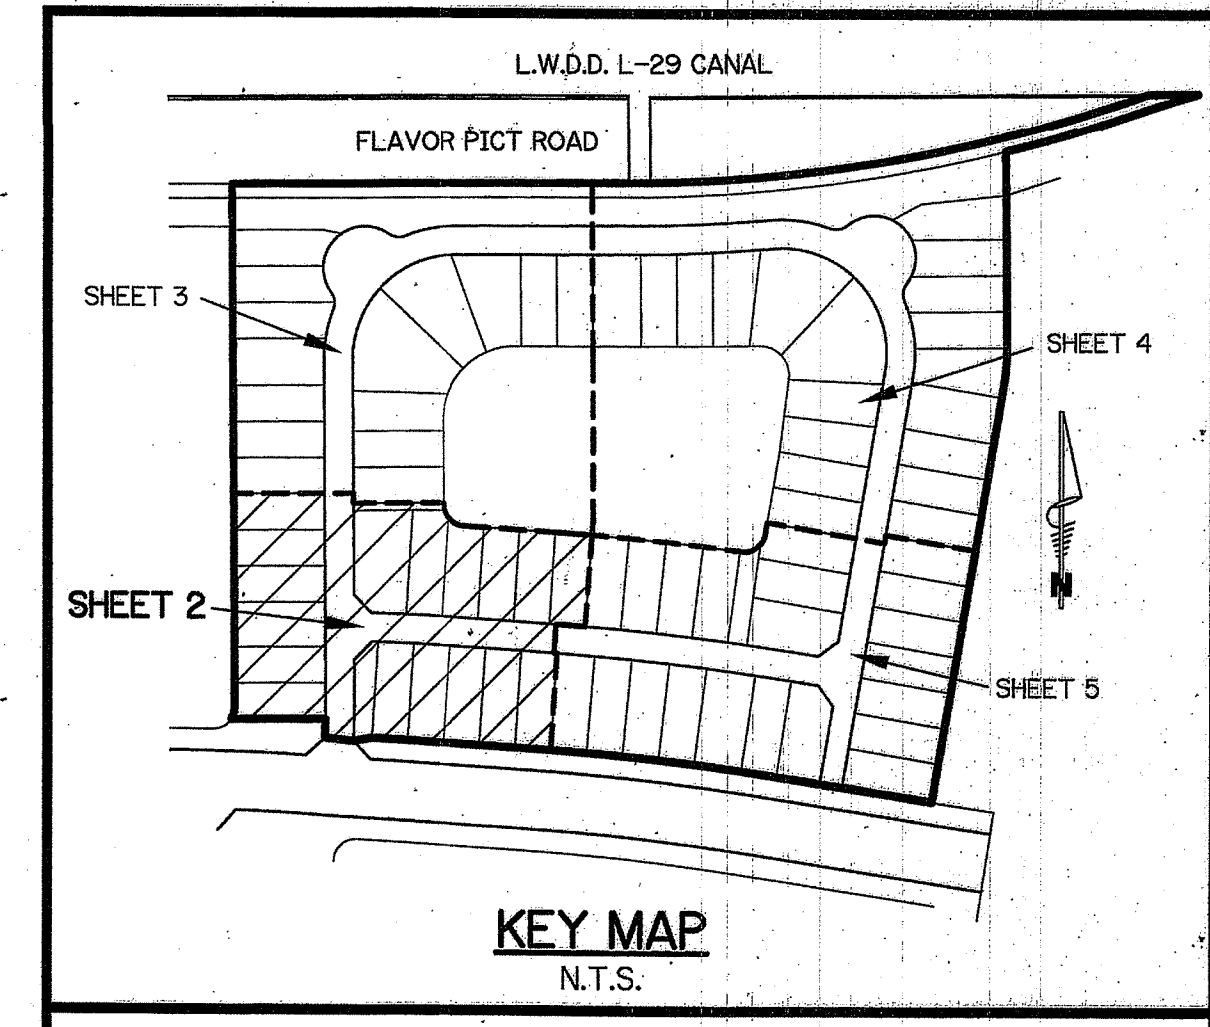 L.W.D.D. L-29 CANAL
FLAVOR PICT ROAD
SHEET 3
SHEET 4
SHEET 2
N
SHEET 5
KEY MAP
N.T.S.